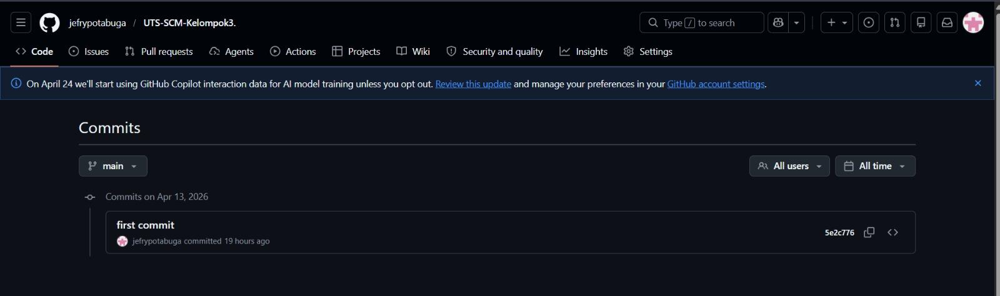 jefrypotabuga / UTS-SCM-Kelompok3. Type / to search
Code Issues Pull requests Agents Actions Projects Wiki Security and quality Insights Settings
On April 24 we'll start using GitHub Copilot interaction data for AI model training unless you opt out. Review this update and manage your preferences in your GitHub account settings.
Commits
main All users All time
Commits on Apr 13, 2026
first commit
5e2c776
jefrypotabuga committed 19 hours ago